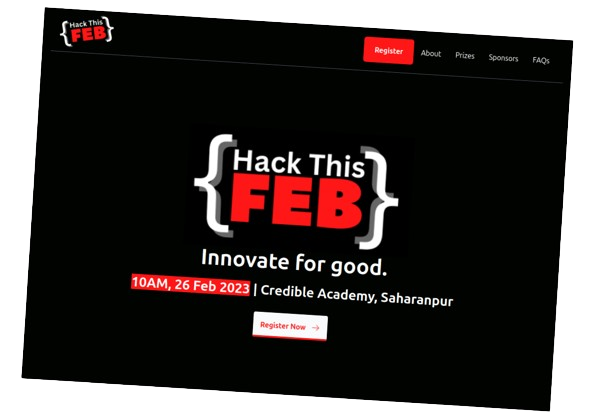 {Hack This
FEB}
Register About Prizes Sponsors FAQs
{Hack This
FEB}
Innovate for good.
10AM, 26 Feb 2023 | Credible Academy, Saharanpur
Register Now →